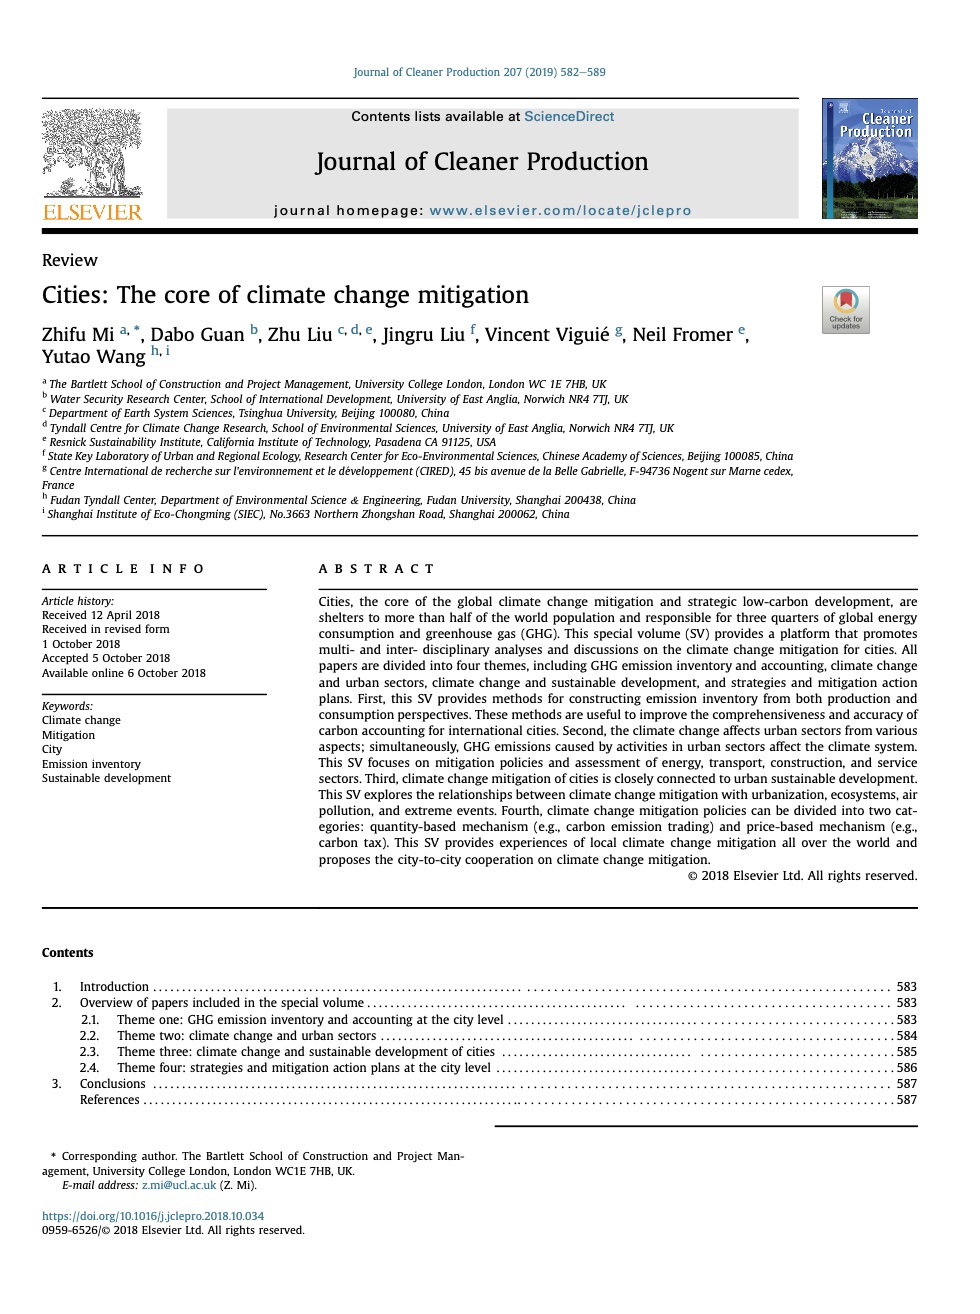 Journal of Cleaner Production 207 (2019) 582–589
Contents lists available at ScienceDirect
Journal of Cleaner Production
journal homepage: www.elsevier.com/locate/jclepro
ELSEVIER
Journal of
Cleaner
Production
Review
Cities: The core of climate change mitigation
Check for
updates
Zhifu Mi a, *, Dabo Guan b, Zhu Liu c, d, e, Jingru Liu f, Vincent Viguié g, Neil Fromer e,
Yutao Wang h, i
a The Bartlett School of Construction and Project Management, University College London, London WC 1E 7HB, UK
b Water Security Research Center, School of International Development, University of East Anglia, Norwich NR4 7TJ, UK
c Department of Earth System Sciences, Tsinghua University, Beijing 100080, China
d Tyndall Centre for Climate Change Research, School of Environmental Sciences, University of East Anglia, Norwich NR4 7TJ, UK
e Resnick Sustainability Institute, California Institute of Technology, Pasadena CA 91125, USA
f State Key Laboratory of Urban and Regional Ecology, Research Center for Eco-Environmental Sciences, Chinese Academy of Sciences, Beijing 100085, China
g Centre International de recherche sur l'environnement et le développement (CIRED), 45 bis avenue de la Belle Gabrielle, F-94736 Nogent sur Marne cedex,
France
h Fudan Tyndall Center, Department of Environmental Science & Engineering, Fudan University, Shanghai 200438, China
i Shanghai Institute of Eco-Chongming (SIEC), No.3663 Northern Zhongshan Road, Shanghai 200062, China
ARTICLE INFO
Article history:
Received 12 April 2018
Received in revised form
1 October 2018
Accepted 5 October 2018
Available online 6 October 2018
Keywords:
Climate change
Mitigation
City
Emission inventory
Sustainable development
ABSTRACT
Cities, the core of the global climate change mitigation and strategic low-carbon development, are
shelters to more than half of the world population and responsible for three quarters of global energy
consumption and greenhouse gas (GHG). This special volume (SV) provides a platform that promotes
multi- and inter- disciplinary analyses and discussions on the climate change mitigation for cities. All
papers are divided into four themes, including GHG emission inventory and accounting, climate change
and urban sectors, climate change and sustainable development, and strategies and mitigation action
plans. First, this SV provides methods for constructing emission inventory from both production and
consumption perspectives. These methods are useful to improve the comprehensiveness and accuracy of
carbon accounting for international cities. Second, the climate change affects urban sectors from various
aspects; simultaneously, GHG emissions caused by activities in urban sectors affect the climate system.
This SV focuses on mitigation policies and assessment of energy, transport, construction, and service
sectors. Third, climate change mitigation of cities is closely connected to urban sustainable development.
This SV explores the relationships between climate change mitigation with urbanization, ecosystems, air
pollution, and extreme events. Fourth, climate change mitigation policies can be divided into two cat-
egories: quantity-based mechanism (e.g., carbon emission trading) and price-based mechanism (e.g.,
carbon tax). This SV provides experiences of local climate change mitigation all over the world and
proposes the city-to-city cooperation on climate change mitigation.
© 2018 Elsevier Ltd. All rights reserved.
Contents
1. Introduction ........ 583
2. Overview of papers included in the special volume ........ 583
2.1. Theme one: GHG emission inventory and accounting at the city level ........ 583
2.2. Theme two: climate change and urban sectors ........ 584
2.3. Theme three: climate change and sustainable development of cities ........ 585
2.4. Theme four: strategies and mitigation action plans at the city level ........ 586
3. Conclusions ........ 587
References ........ 587
* Corresponding author. The Bartlett School of Construction and Project Man-
agement, University College London, London WC1E 7HB, UK.
E-mail address: z.mi@ucl.ac.uk (Z. Mi).
https://doi.org/10.1016/j.jclepro.2018.10.034
0959-6526/© 2018 Elsevier Ltd. All rights reserved.